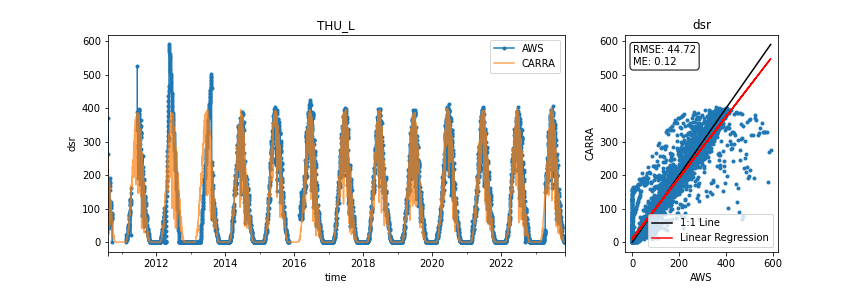 THU_L
dsr
600
500
400
300
200
100
0
dsr
AWS
CARRA
2012
2014
2016
2018
2020
2022
time
dsr
600
500
400
300
200
100
0
CARRA
RMSE: 44.72
ME: 0.12
1:1 Line
Linear Regression
0
200
400
600
AWS